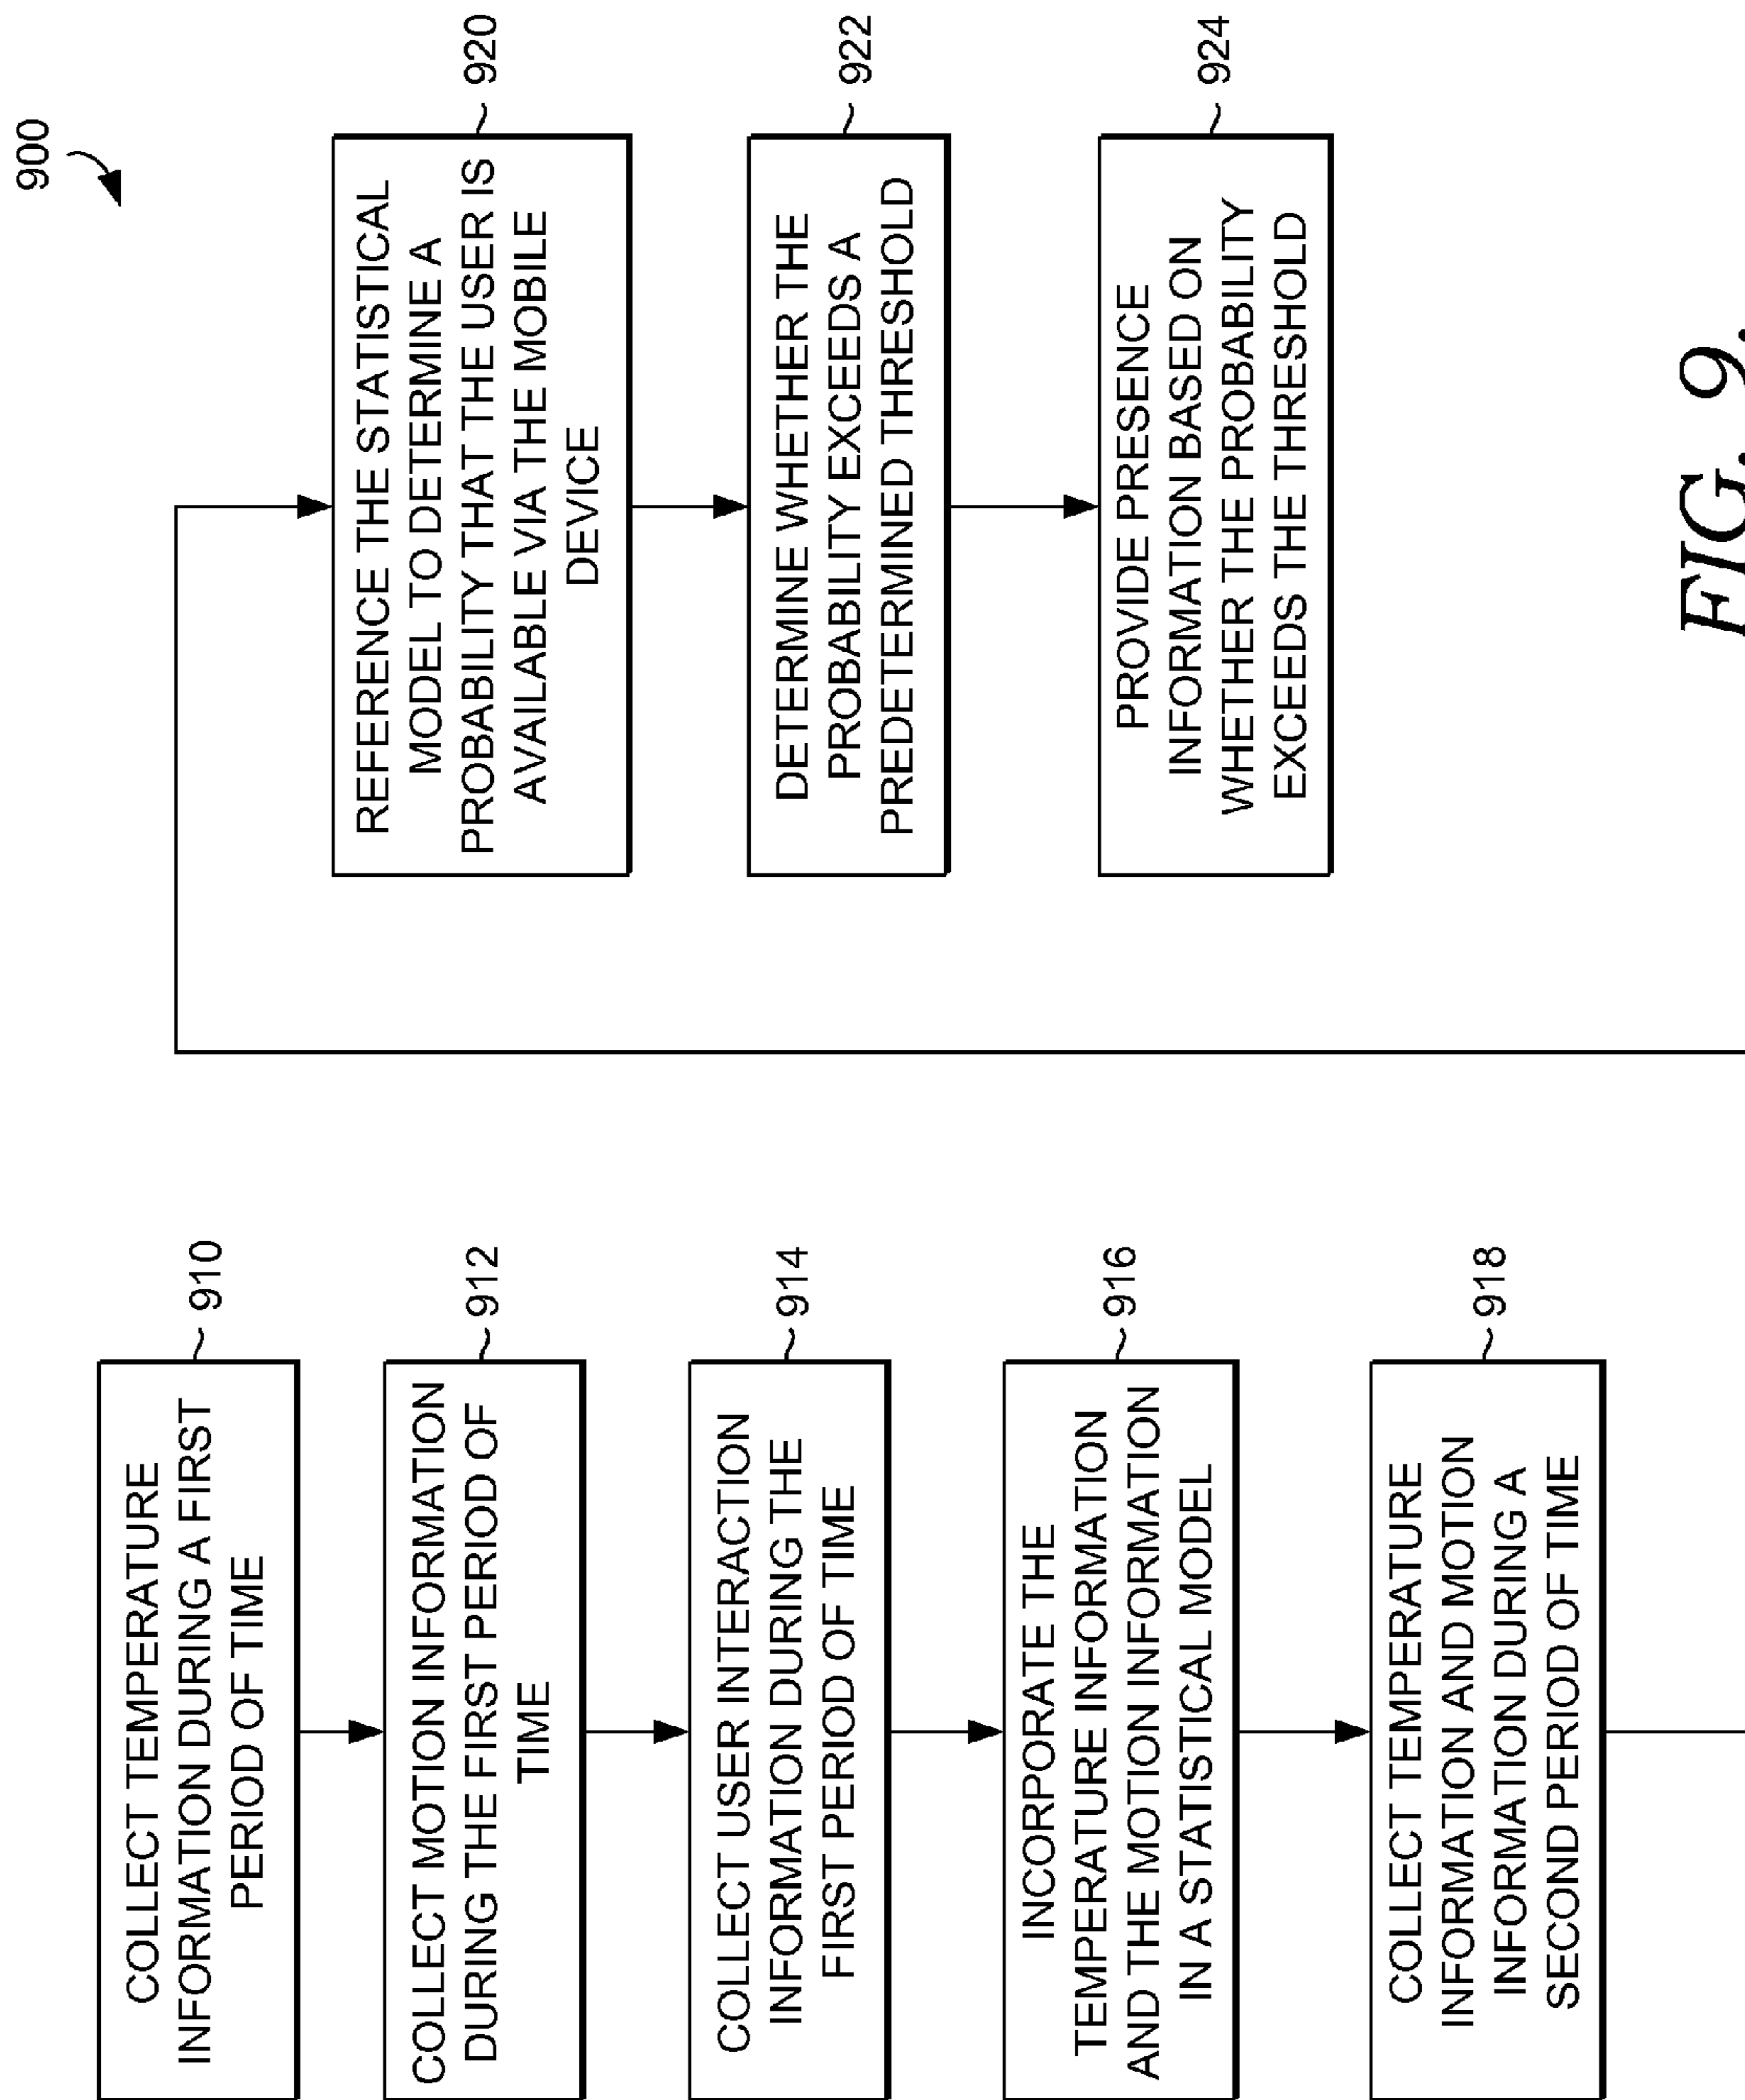 900
COLLECT TEMPERATURE
INFORMATION DURING A FIRST
PERIOD OF TIME
910
COLLECT MOTION INFORMATION
DURING THE FIRST PERIOD OF
TIME
912
COLLECT USER INTERACTION
INFORMATION DURING THE
FIRST PERIOD OF TIME
914
INCORPORATE THE
TEMPERATURE INFORMATION
AND THE MOTION INFORMATION
IN A STATISTICAL MODEL
916
COLLECT TEMPERATURE
INFORMATION AND MOTION
INFORMATION DURING A
SECOND PERIOD OF TIME
918
REFERENCE THE STATISTICAL
MODEL TO DETERMINE A
PROBABILITY THAT THE USER IS
AVAILABLE VIA THE MOBILE
DEVICE
920
DETERMINE WHETHER THE
PROBABILITY EXCEEDS A
PREDETERMINED THRESHOLD
922
PROVIDE PRESENCE
INFORMATION BASED ON
WHETHER THE PROBABILITY
EXCEEDS THE THRESHOLD
924
FIG. 9.